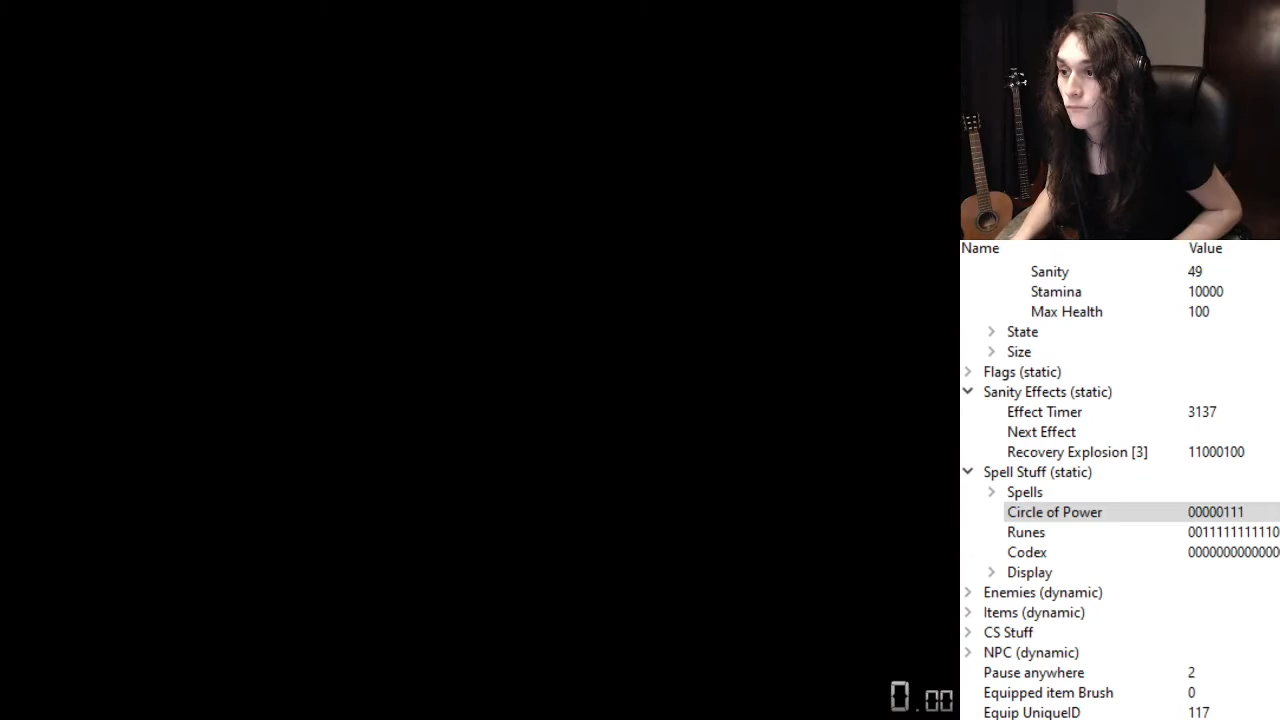 Name Value
Sanity 49
Stamina 10000
Max Health 100
State
Size
Flags (static)
Sanity Effects (static)
Effect Timer 3137
Next Effect
Recovery Explosion [3] 11000100
Spell Stuff (static)
Spells
Circle of Power 00000111
Runes 0011111111110
Codex 0000000000000
Display
Enemies (dynamic)
Items (dynamic)
CS Stuff
NPC (dynamic)
Pause anywhere 2
Equipped item Brush 0
Equip UniqueID 117
0.00